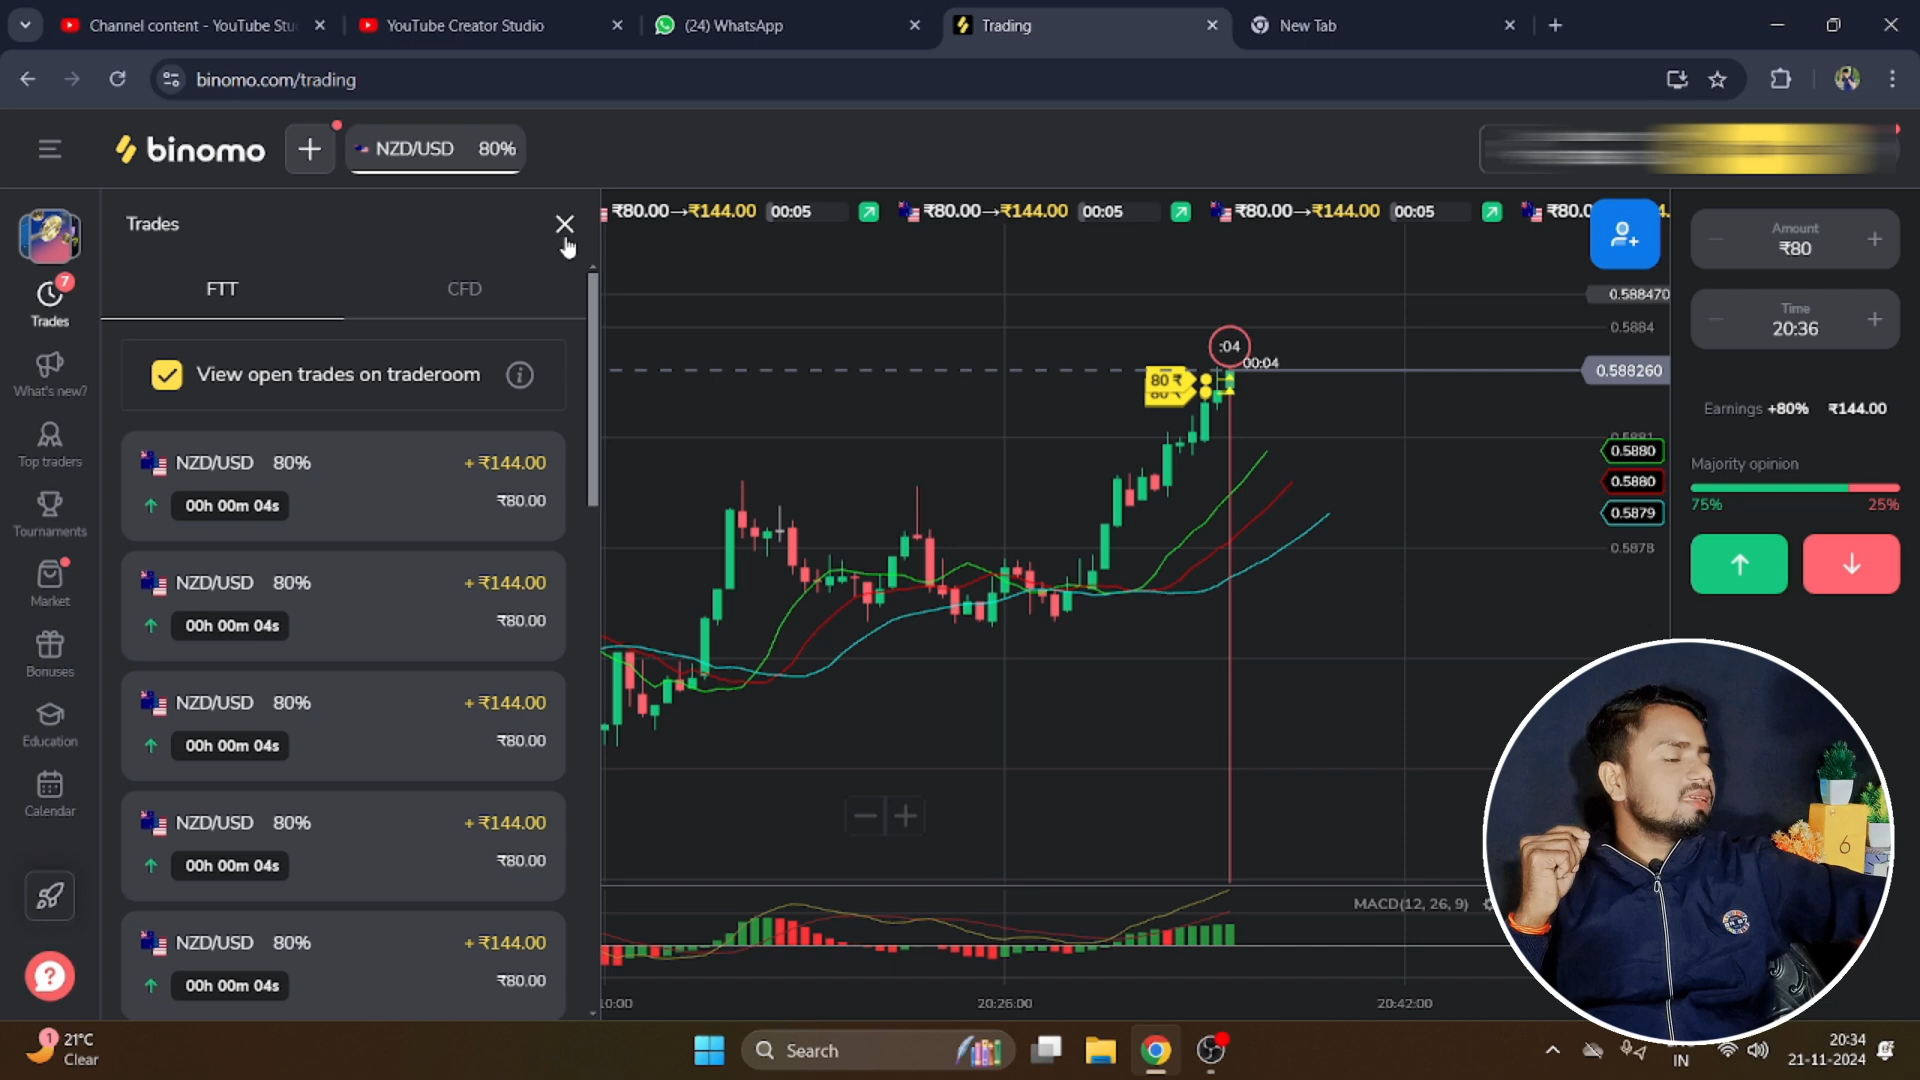 Channel content - YouTube Stu
YouTube Creator Studio
(24) WhatsApp
Trading
New Tab
binomo.com/trading
binomo
NZD/USD 80%
Trades
FTT CFD
View open trades on traderoom
NZD/USD 80% + ₹144.00
00h 00m 04s ₹80.00
NZD/USD 80% + ₹144.00
00h 00m 04s ₹80.00
NZD/USD 80% + ₹144.00
00h 00m 04s ₹80.00
NZD/USD 80% + ₹144.00
00h 00m 04s ₹80.00
NZD/USD 80% + ₹144.00
00h 00m 04s ₹80.00
7
Trades
What's new?
Top traders
Tournaments
Market
Bonuses
Education
Calendar
₹80.00→₹144.00 00:05
₹80.00→₹144.00 00:05
₹80.00→₹144.00 00:05
:04
00:04
80 ₹
0.588470
0.5884
0.588260
0.5881
0.5880
0.5880
0.5879
0.5878
MACD(12, 26, 9)
10:00 20:26:00 20:42:00
Amount
₹80
Time
20:36
Earnings +80% ₹144.00
Majority opinion
75% 25%
6
1
21°C
Clear
Search
IN
20:34
21-11-2024